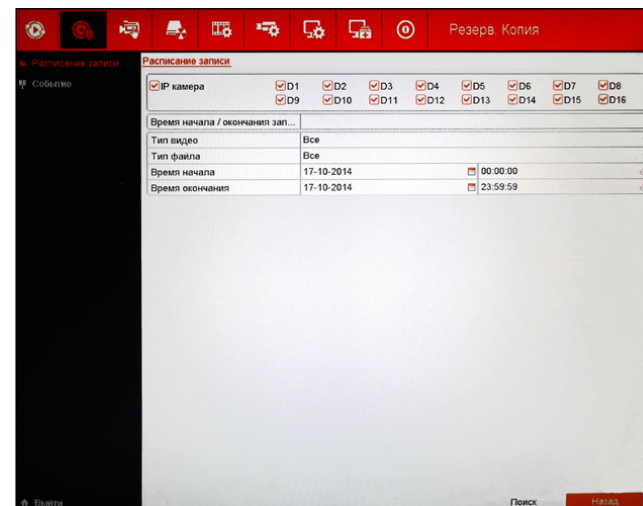 Резерв. Копия
Расписание записи
Событие
Расписание записи
IP камера D1 D2 D3 D4 D5 D6 D7 D8
D9 D10 D11 D12 D13 D14 D15 D16
Время начала / окончания зап...
Тип видео Все
Тип файла Все
Время начала 17-10-2014 00:00:00
Время окончания 17-10-2014 23:59:59
Выйти
Поиск Назад